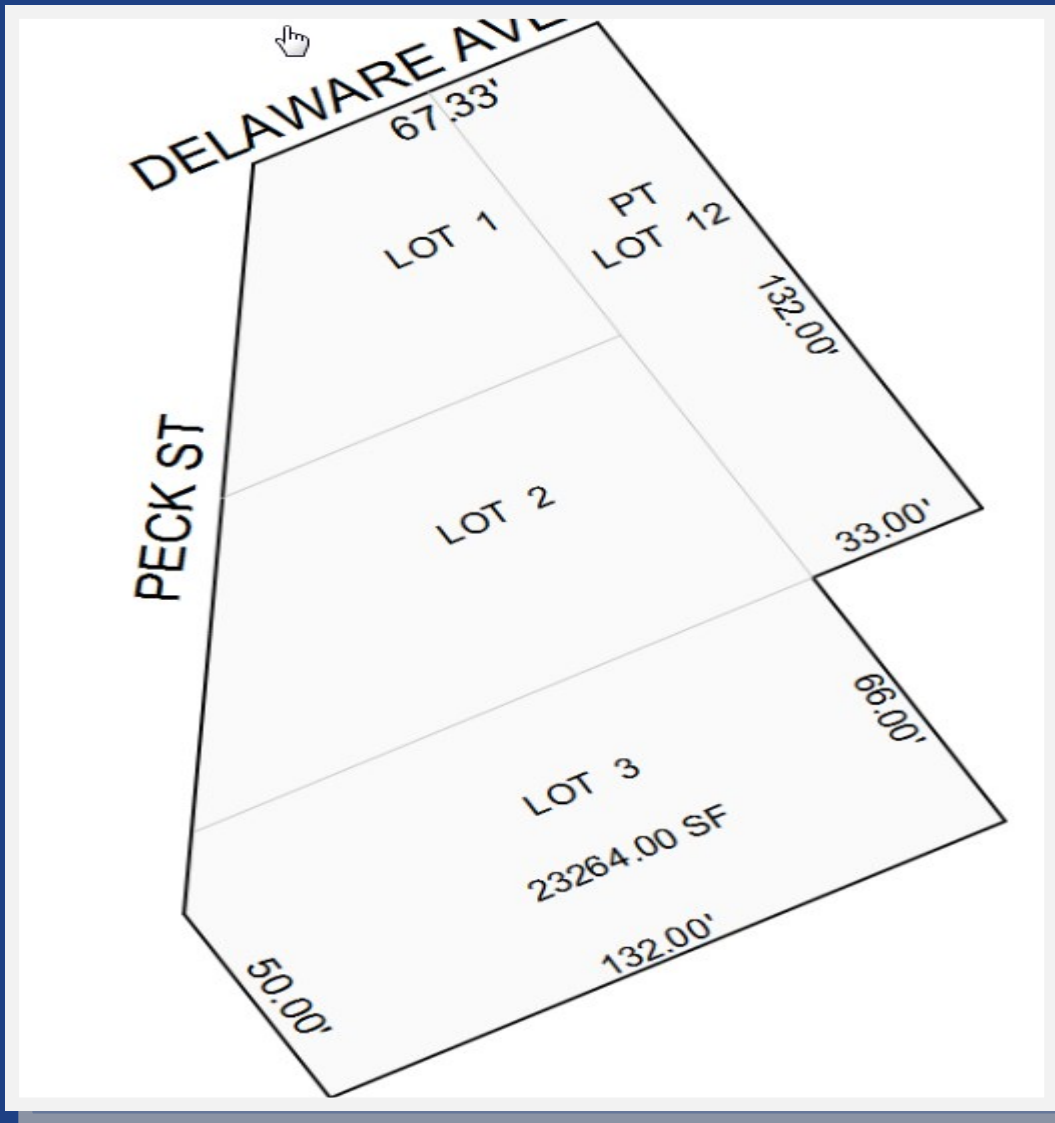 DELAWARE AVE
67.33'
LOT 1
PT
LOT 12
132.00'
PECK ST
LOT 2
33.00'
66.00'
LOT 3
23264.00 SF
132.00'
50.00'